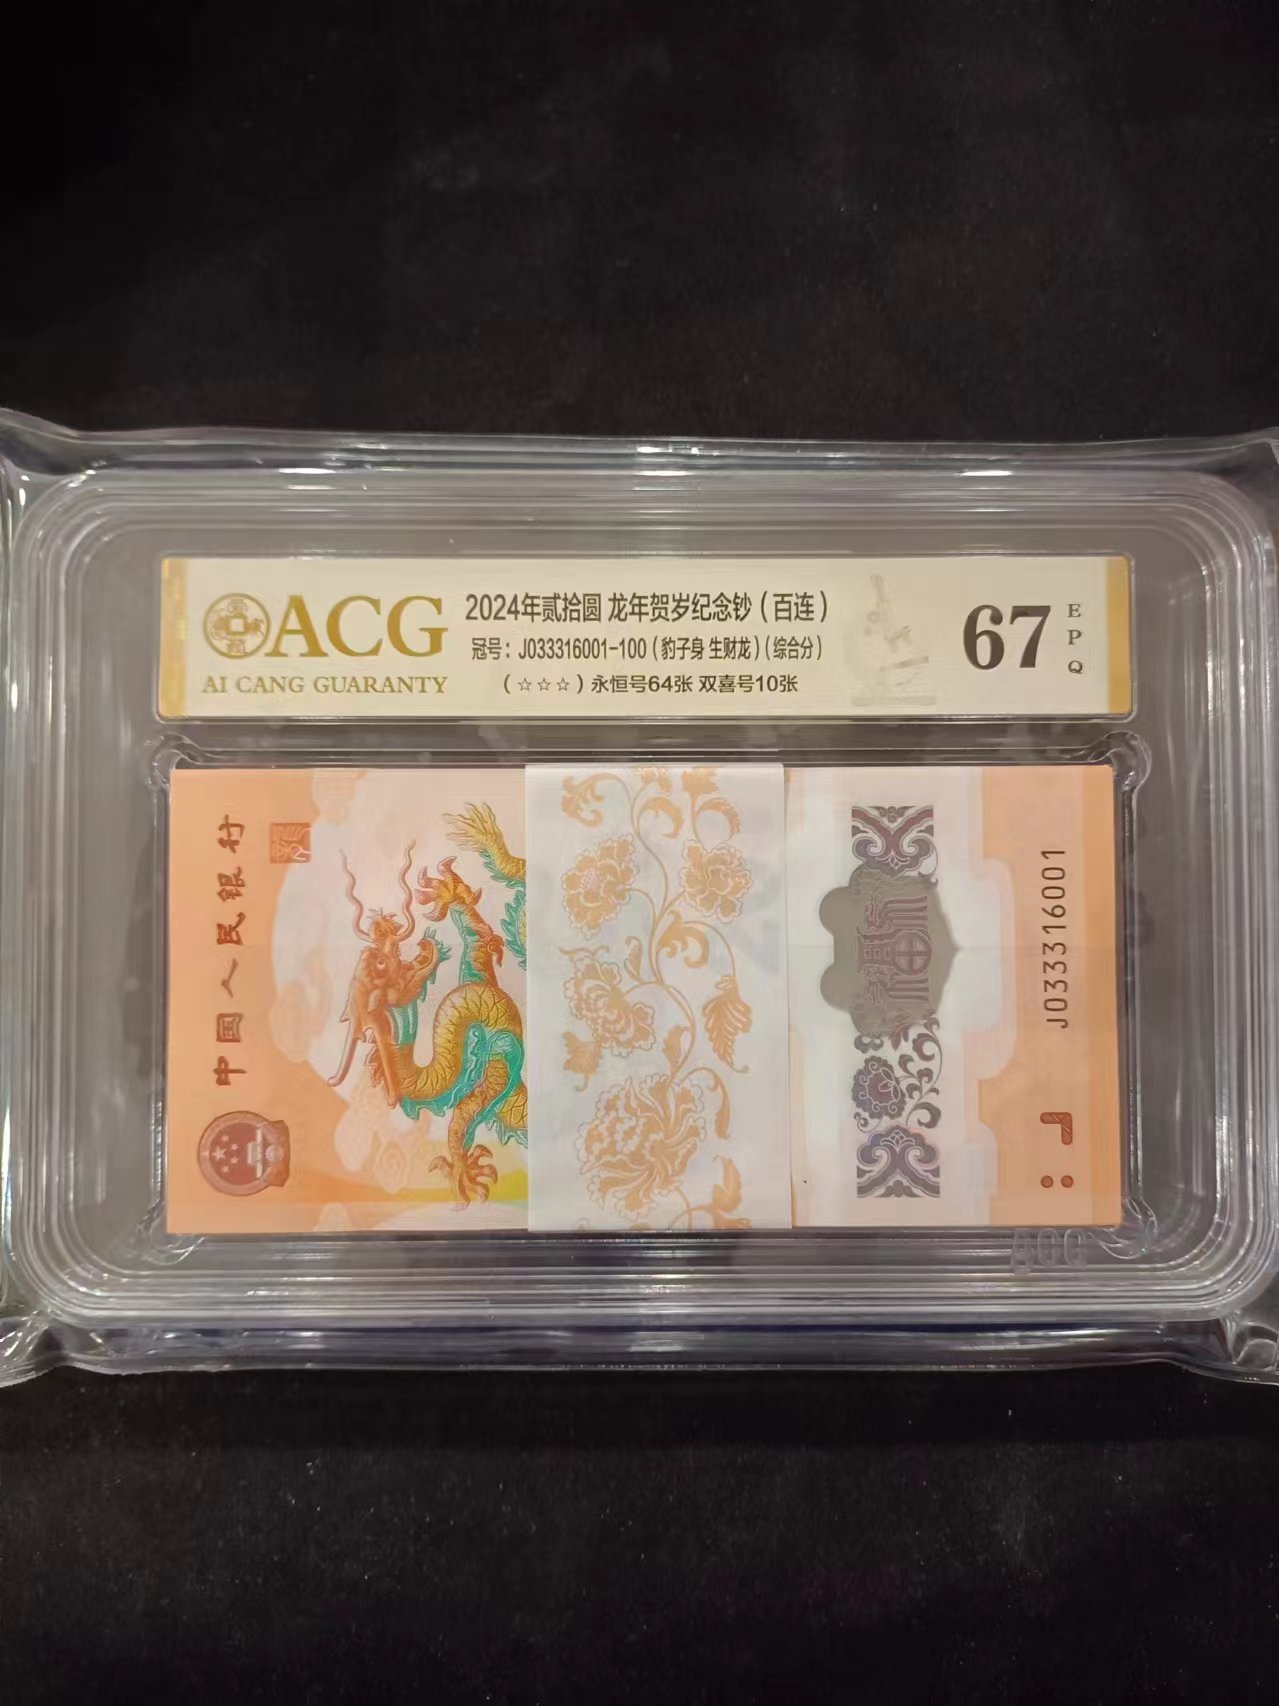 ACG
AI CANG GUARANTY
2024年贰拾圆 龙年贺岁纪念钞（百连）
冠号：J033316001-100（豹子身 生财龙）（综合分）
（☆☆☆）永恒号64张 双喜号10张
67
EPQ
中国人民银行
福
J033316001
ACG